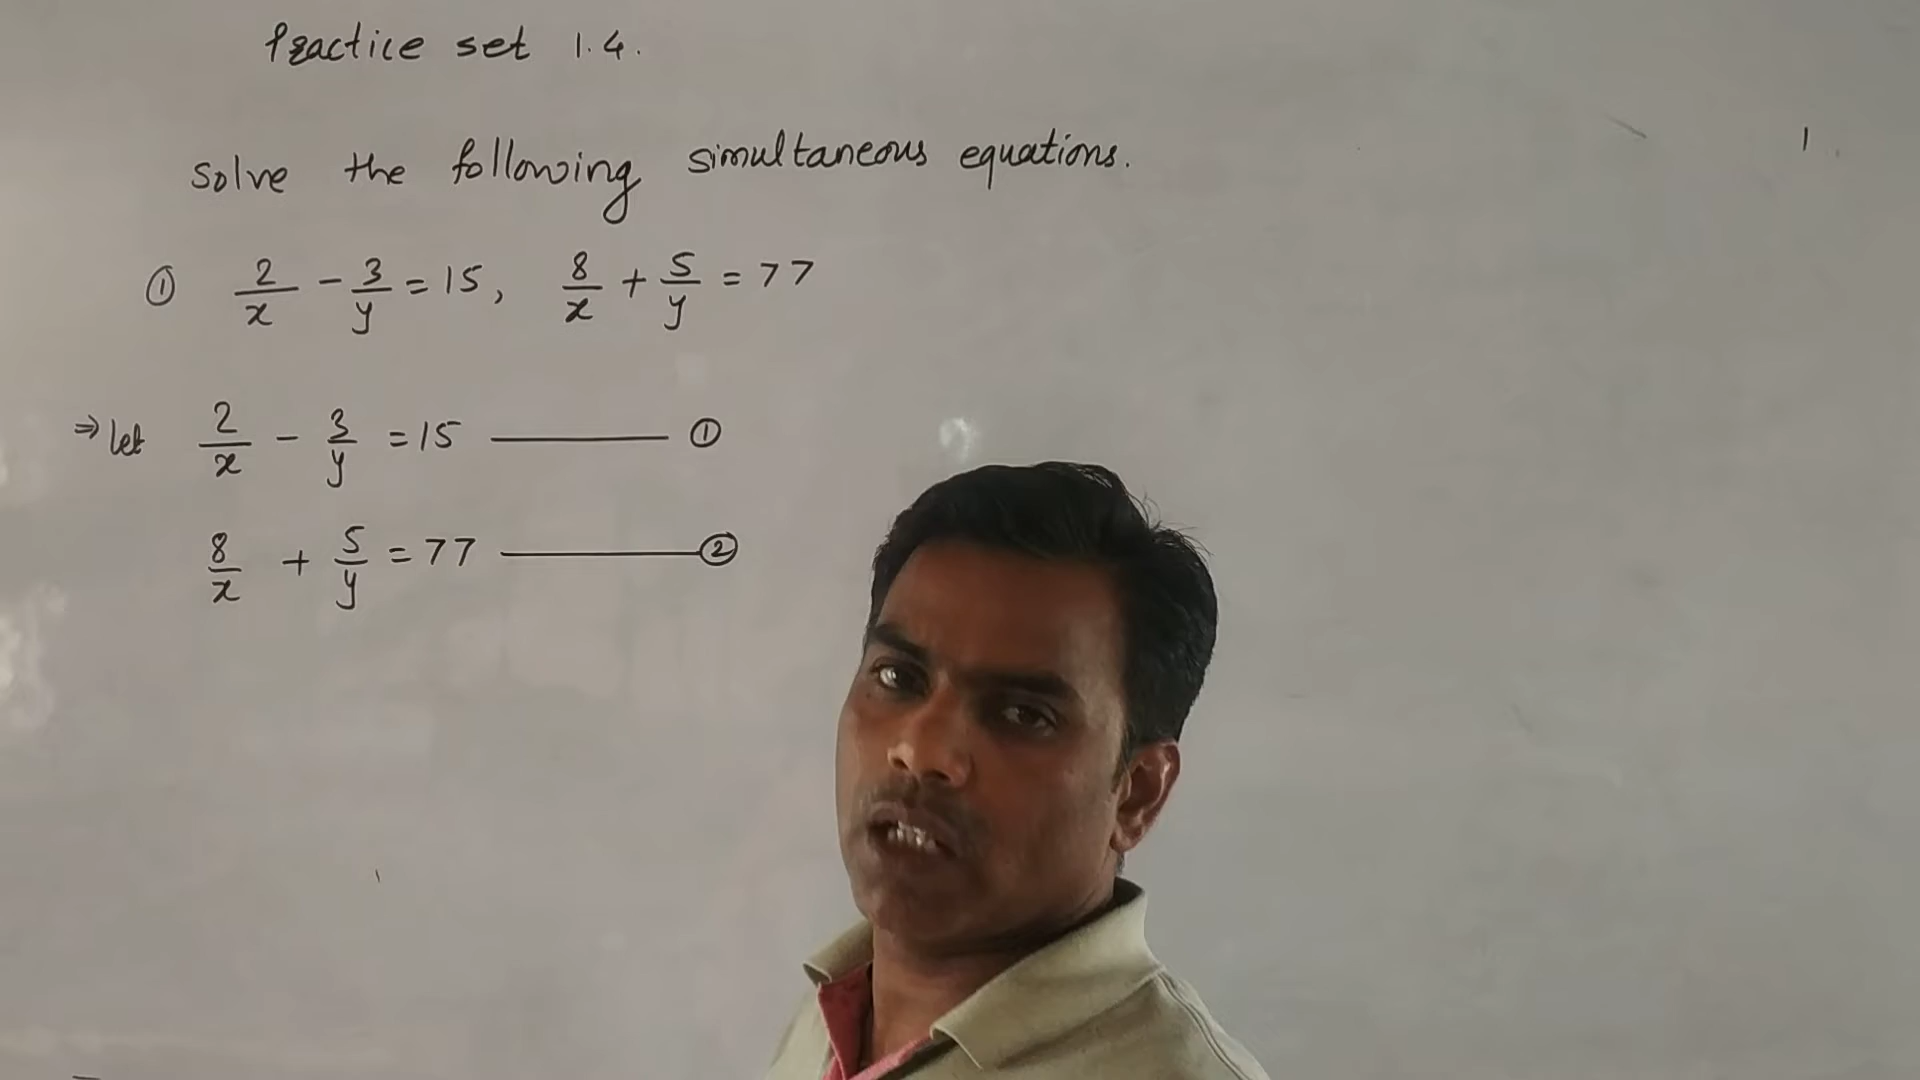 Practice set 1.4.
Solve the following simultaneous equations.
① 2/x - 3/y = 15, 8/x + 5/y = 77
⇒ let 2/x - 3/y = 15 ——— ①
8/x + 5/y = 77 ——— ②